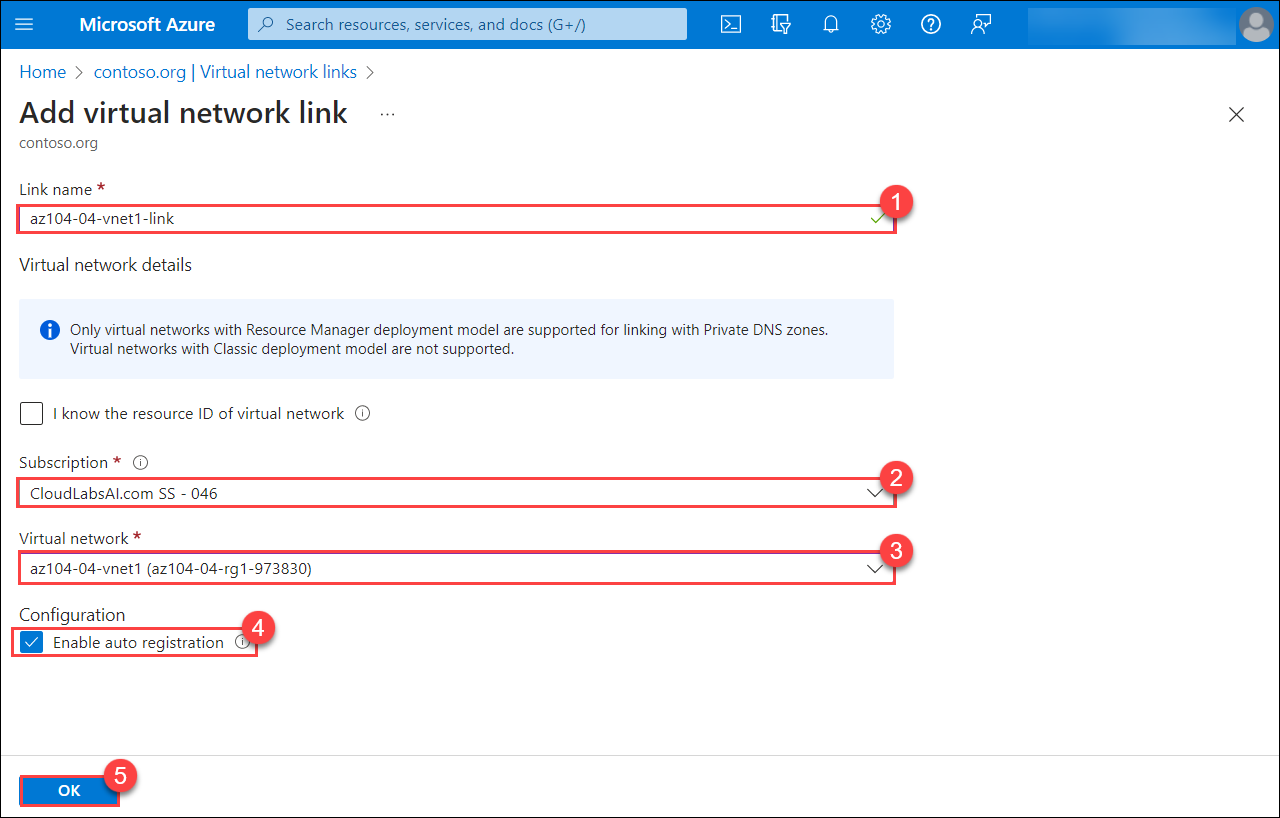 Microsoft Azure
Search resources, services, and docs (G+/)
Home > contoso.org | Virtual network links >
Add virtual network link ...
contoso.org
Link name *
1
az104-04-vnet1-link
Virtual network details
Only virtual networks with Resource Manager deployment model are supported for linking with Private DNS zones.
Virtual networks with Classic deployment model are not supported.
I know the resource ID of virtual network
Subscription *
2
CloudLabsAI.com SS - 046
Virtual network *
3
az104-04-vnet1 (az104-04-rg1-973830)
Configuration
4
Enable auto registration
5
OK